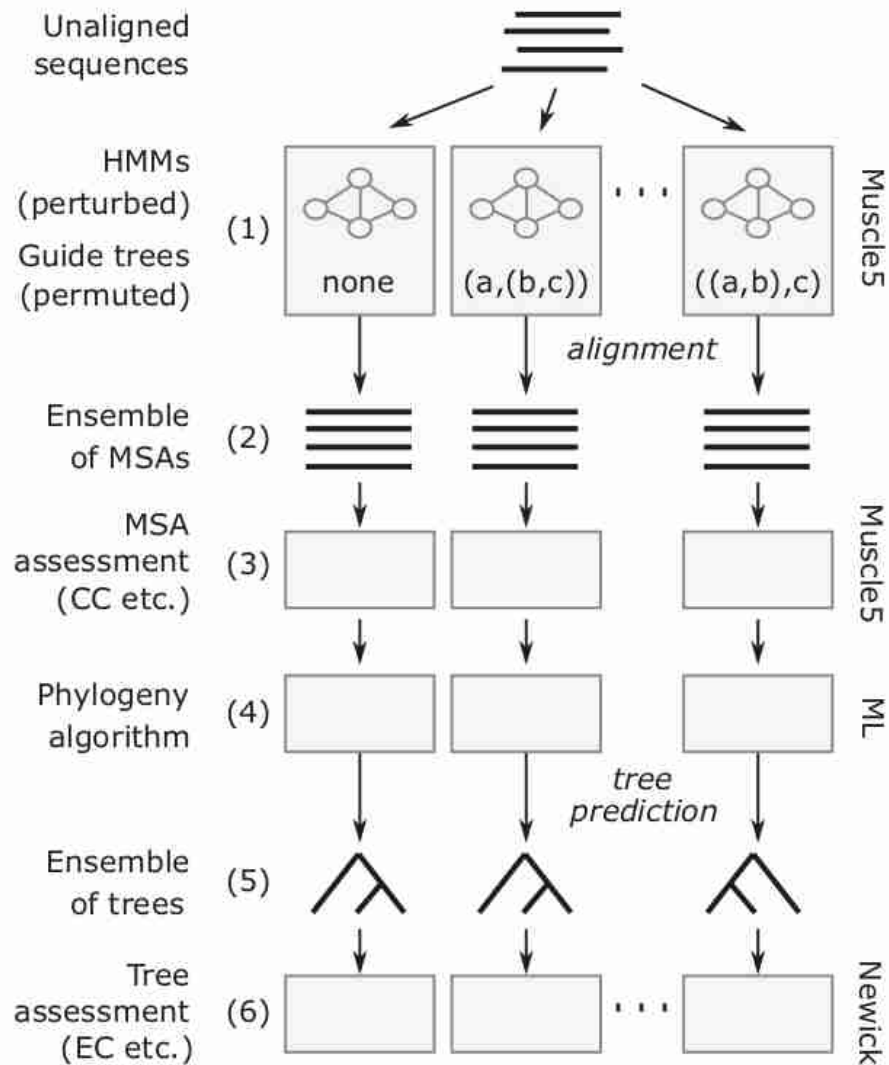 Unaligned
sequences
HMMs
(perturbed)
Guide trees
(permuted)
(1)
none
(a,(b,c))
. . .
((a,b),c)
Muscle5
alignment
Ensemble
of MSAs
(2)
MSA
assessment
(CC etc.)
(3)
Muscle5
Phylogeny
algorithm
(4)
ML
tree
prediction
Ensemble
of trees
(5)
Tree
assessment
(EC etc.)
(6)
. . .
Newick